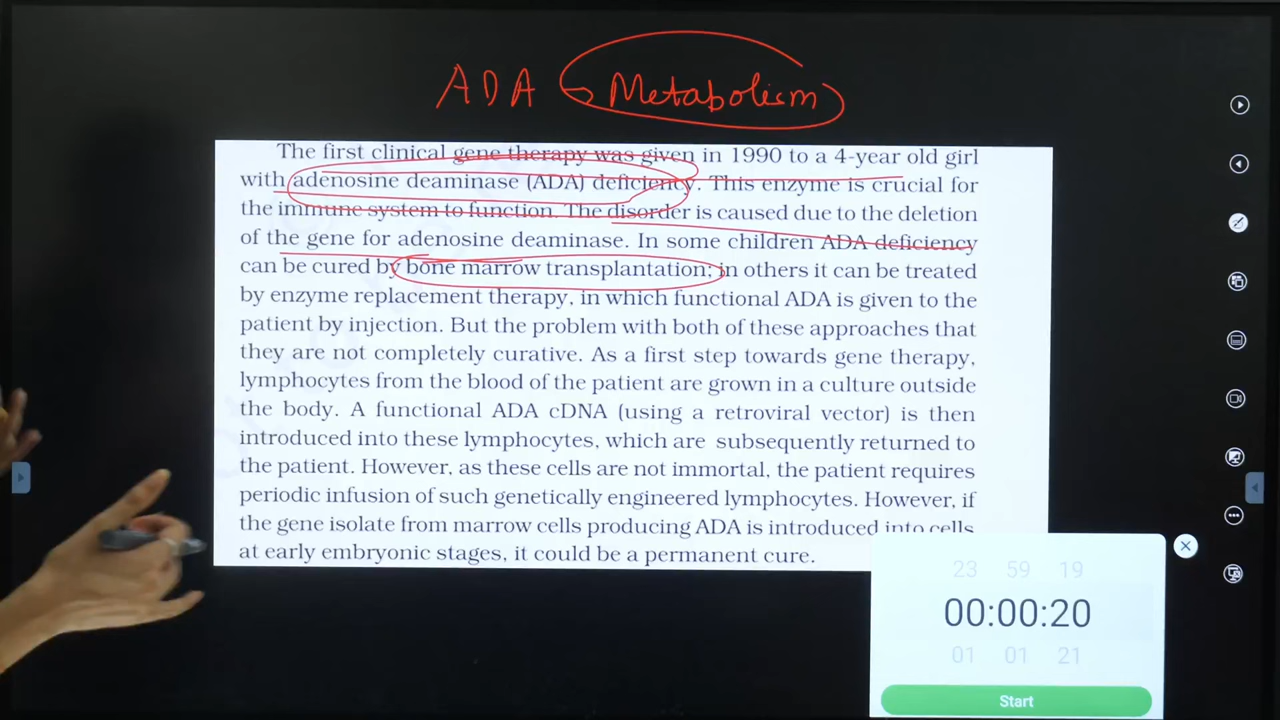 ADA Metabolism
The first clinical gene therapy was given in 1990 to a 4-year old girl
with adenosine deaminase (ADA) deficiency. This enzyme is crucial for
the immune system to function. The disorder is caused due to the deletion
of the gene for adenosine deaminase. In some children ADA deficiency
can be cured by bone marrow transplantation; in others it can be treated
by enzyme replacement therapy, in which functional ADA is given to the
patient by injection. But the problem with both of these approaches that
they are not completely curative. As a first step towards gene therapy,
lymphocytes from the blood of the patient are grown in a culture outside
the body. A functional ADA cDNA (using a retroviral vector) is then
introduced into these lymphocytes, which are subsequently returned to
the patient. However, as these cells are not immortal, the patient requires
periodic infusion of such genetically engineered lymphocytes. However, if
the gene isolate from marrow cells producing ADA is introduced into cells
at early embryonic stages, it could be a permanent cure.
23 59 19
00:00:20
01 01 21
Start